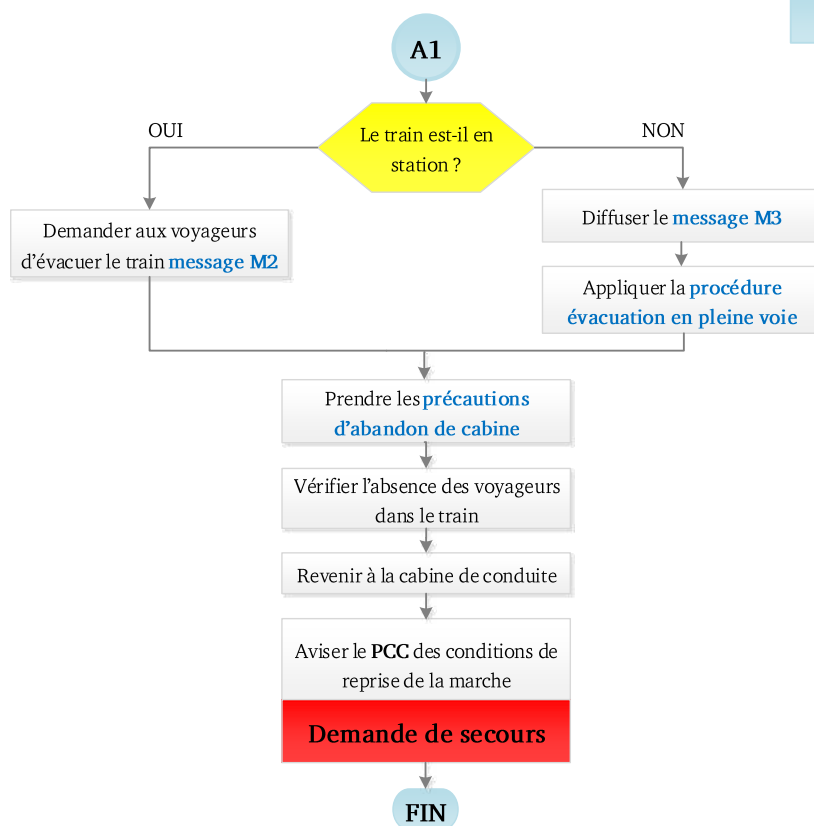 A1
Le train est-il en
station ?
OUI
NON
Demander aux voyageurs
d'évacuer le train message M2
Diffuser le message M3
Appliquer la procédure
évacuation en pleine voie
Prendre les précautions
d'abandon de cabine
Vérifier l'absence des voyageurs
dans le train
Revenir à la cabine de conduite
Aviser le PCC des conditions de
reprise de la marche
Demande de secours
FIN